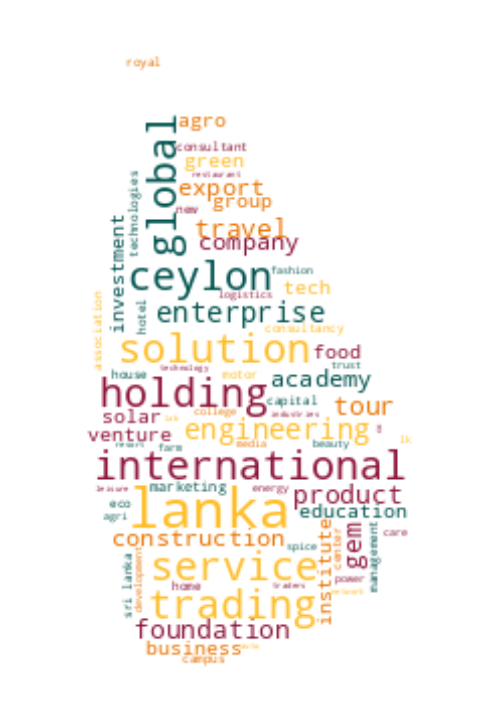 royal
agro
global
consultant
green
restaurant
technologies
export
new
group
travel
company
investment
ceylon
fashion
tech
logistics
association
hotel
enterprise
consultancy
solution
food
technology
trust
house
motor
academy
holding
capital
tour
solar
college
industries
venture
engineering
lk
resort
farm
media
beauty
international
leisure
marketing
energy
product
eco
lanka
education
agri
construction
spice
institute
center
gem
management
care
sri lanka
development
service
power
home
traders
network
trading
foundation
business
campus